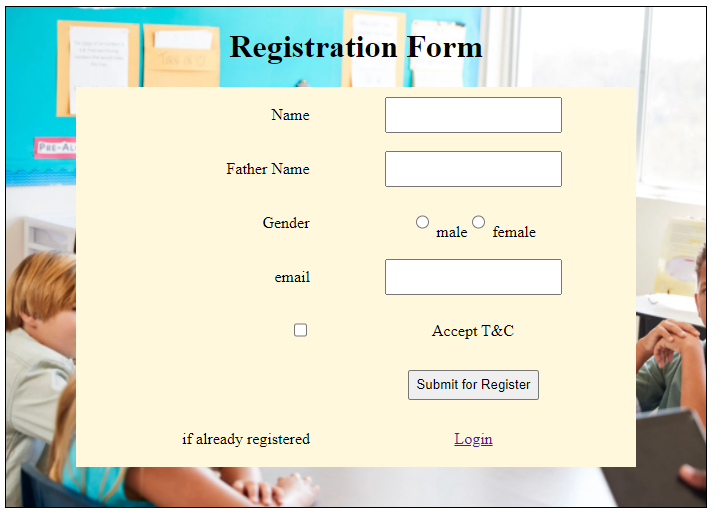 Registration Form
Name
Father Name
Gender
male female
email
Accept T&C
Submit for Register
if already registered Login